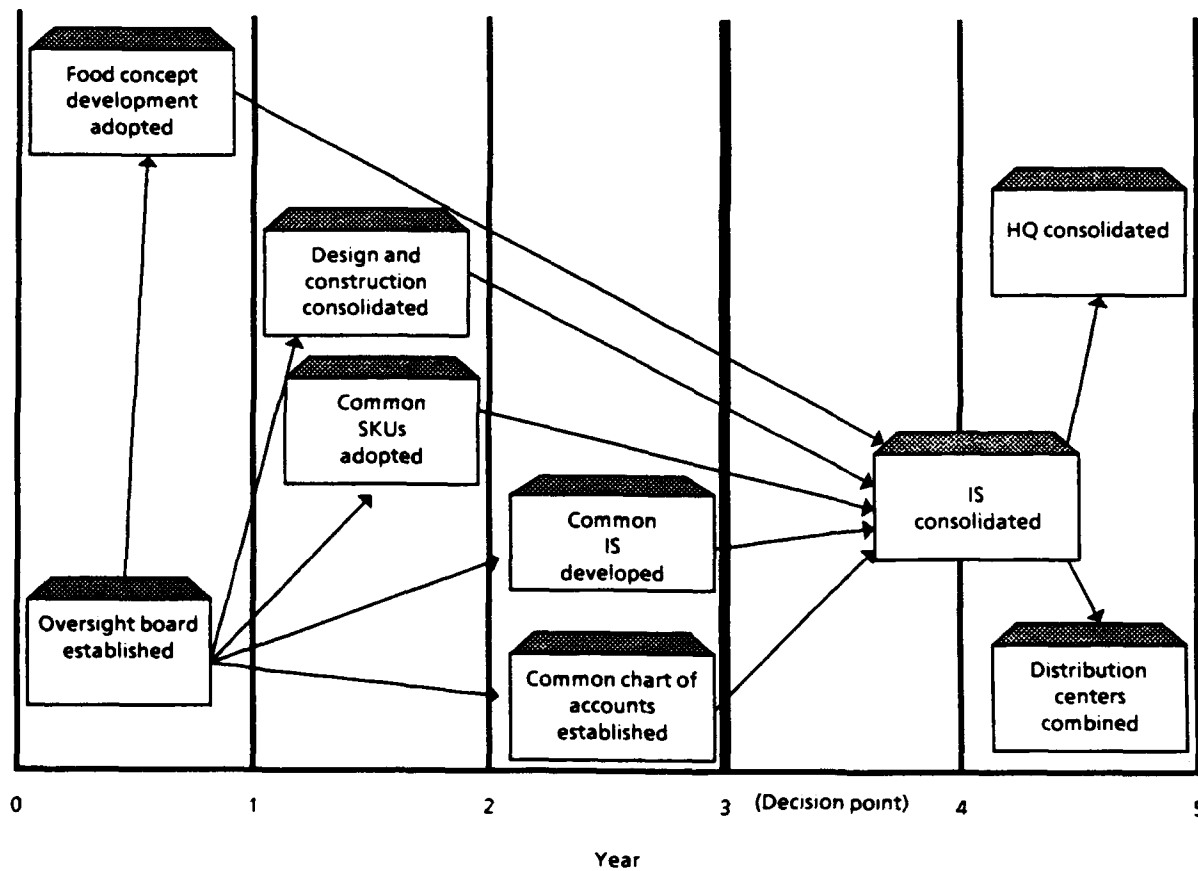 Food concept
development
adopted
Design and
construction
consolidated
HQ consolidated
Common
SKUs
adopted
IS
consolidated
Common
IS
developed
Oversight board
established
Common chart of
accounts
established
Distribution
centers
combined
0 1 2 3 (Decision point) 4 5
Year